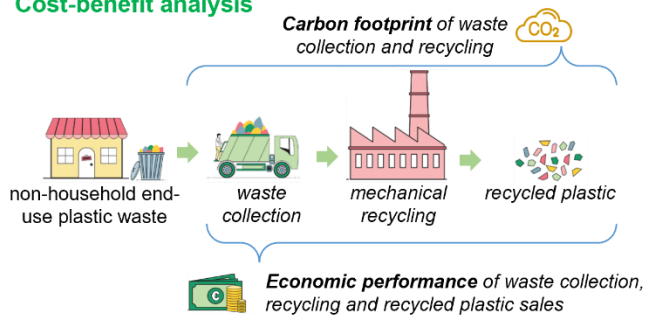 Cost-benefit analysis
Carbon footprint of waste
collection and recycling
CO₂
non-household end-
use plastic waste
waste
collection
mechanical
recycling
recycled plastic
C
Economic performance of waste collection,
recycling and recycled plastic sales